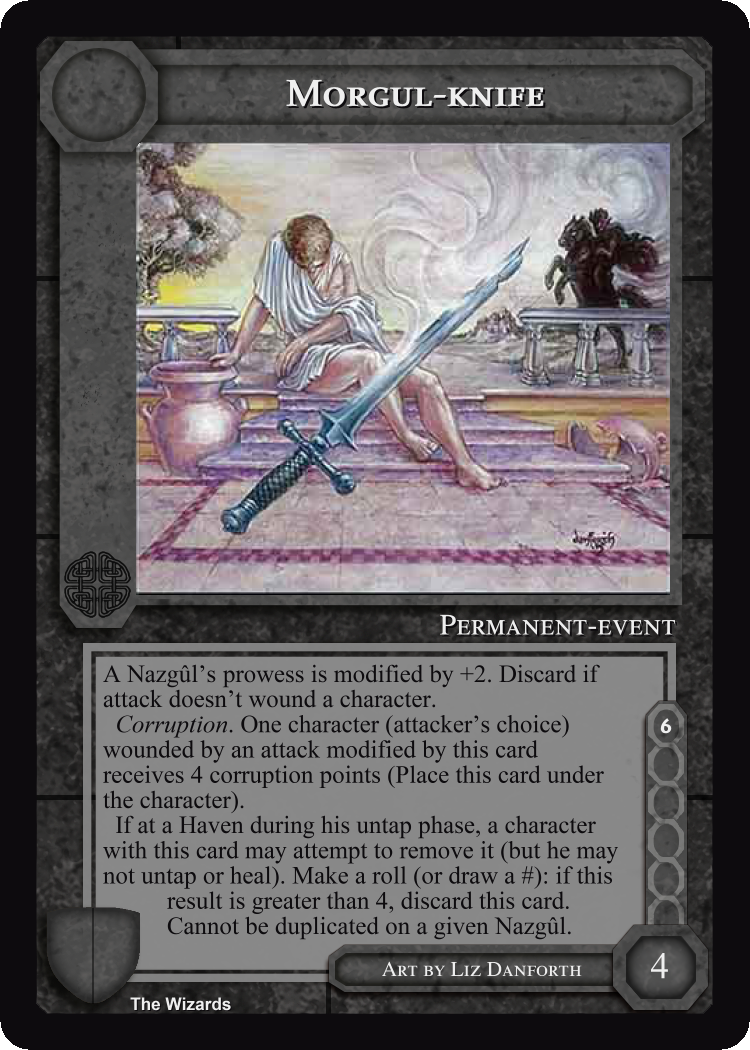 Morgul-knife
danforth
Permanent-event
A Nazgûl's prowess is modified by +2. Discard if
attack doesn't wound a character.
Corruption. One character (attacker's choice)
wounded by an attack modified by this card
receives 4 corruption points (Place this card under
the character).
If at a Haven during his untap phase, a character
with this card may attempt to remove it (but he may
not untap or heal). Make a roll (or draw a #): if this
result is greater than 4, discard this card.
Cannot be duplicated on a given Nazgûl.
6
Art by Liz Danforth
4
The Wizards